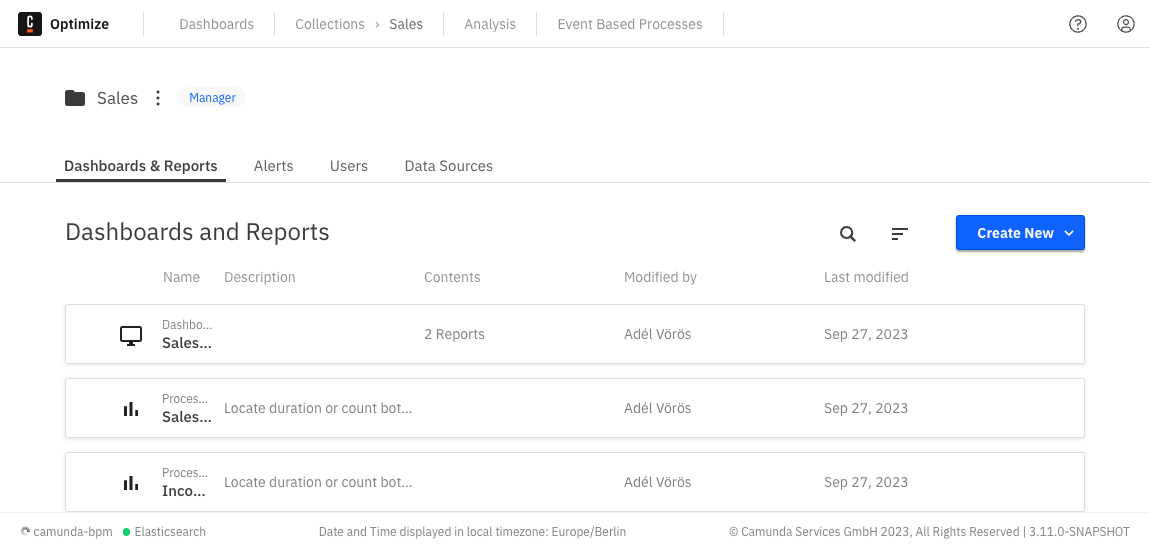 Optimize
Dashboards
Collections › Sales
Analysis
Event Based Processes
Sales
Manager
Dashboards & Reports
Alerts
Users
Data Sources
Dashboards and Reports
Create New
Name Description Contents Modified by Last modified
Dashbo...
Sales...
2 Reports
Adél Vörös
Sep 27, 2023
Proces...
Sales...
Locate duration or count bot...
Adél Vörös
Sep 27, 2023
Proces...
Inco...
Locate duration or count bot...
Adél Vörös
Sep 27, 2023
camunda-bpm
Elasticsearch
Date and Time displayed in local timezone: Europe/Berlin
© Camunda Services GmbH 2023, All Rights Reserved | 3.11.0-SNAPSHOT